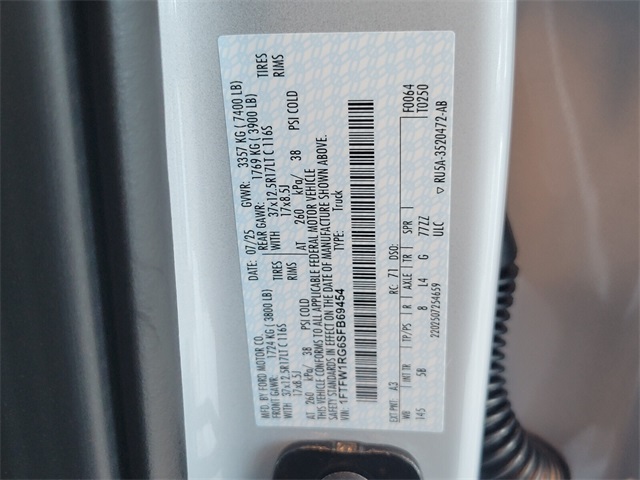 MFD. BY FORD MOTOR CO.
DATE: 07/25 GVWR: 3357 KG ( 7400 LB)
FRONT GAWR: 1724 KG ( 3800 LB) REAR GAWR: 1769 KG ( 3900 LB)
WITH 37x12.5R17LT C 116S TIRES WITH 37x12.5R17LT C 116S TIRES
17x8.5J RIMS 17x8.5J RIMS
AT 260 kPa/ 38 PSI COLD AT 260 kPa/ 38 PSI COLD
THIS VEHICLE CONFORMS TO ALL APPLICABLE FEDERAL MOTOR VEHICLE
SAFETY STANDARDS IN EFFECT ON THE DATE OF MANUFACTURE SHOWN ABOVE.
VIN: 1FTFW1RG6SFB69454 TYPE: Truck
EXT PNT: A3 RC: 71 DSO: F0064
T0250
WB INT TR TP/PS R AXLE TR SPR
145 5B 8 L4 G 77ZZ
ULC
2202507254659 RU5A-3520472-AB